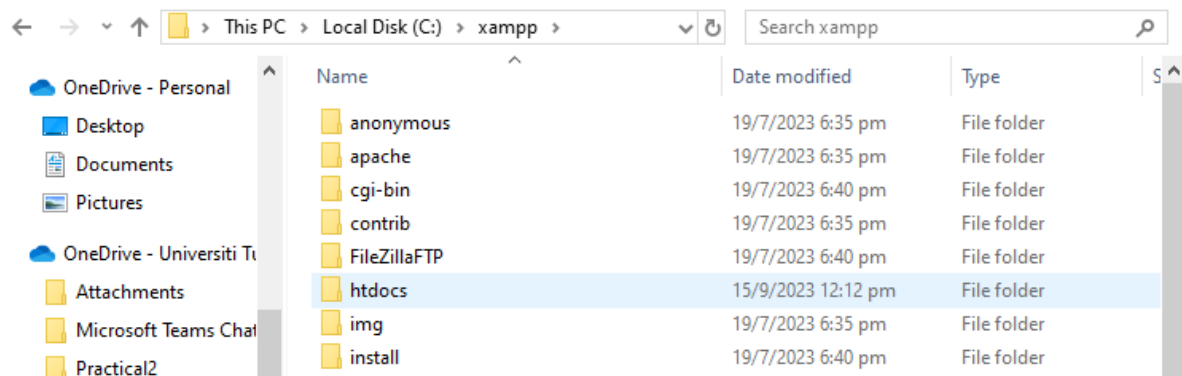 This PC > Local Disk (C:) > xampp >
Search xampp
OneDrive - Personal
Desktop
Documents
Pictures
OneDrive - Universiti Tu
Attachments
Microsoft Teams Chat
Practical2
Name Date modified Type S
anonymous 19/7/2023 6:35 pm File folder
apache 19/7/2023 6:35 pm File folder
cgi-bin 19/7/2023 6:40 pm File folder
contrib 19/7/2023 6:35 pm File folder
FileZillaFTP 19/7/2023 6:40 pm File folder
htdocs 15/9/2023 12:12 pm File folder
img 19/7/2023 6:35 pm File folder
install 19/7/2023 6:40 pm File folder